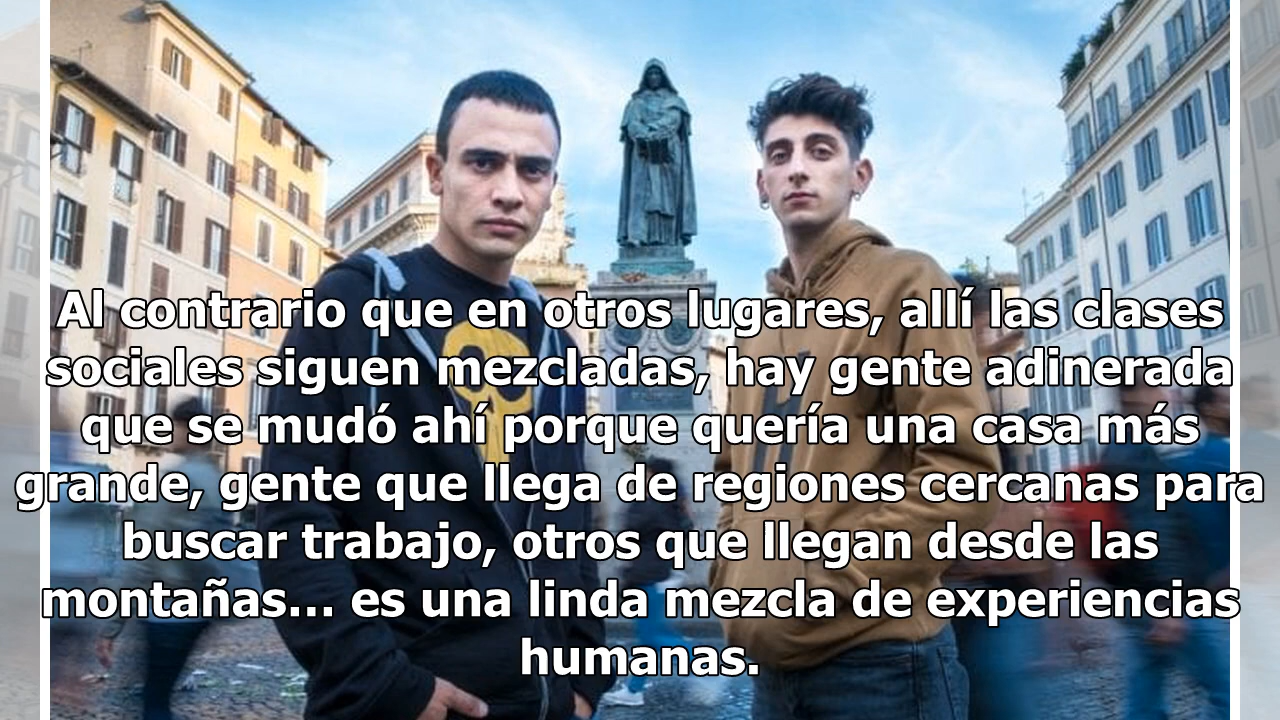 Al contrario que en otros lugares, allí las clases
sociales siguen mezcladas, hay gente adinerada
que se mudó ahí porque quería una casa más
grande, gente que llega de regiones cercanas para
buscar trabajo, otros que llegan desde las
montañas... es una linda mezcla de experiencias
humanas.